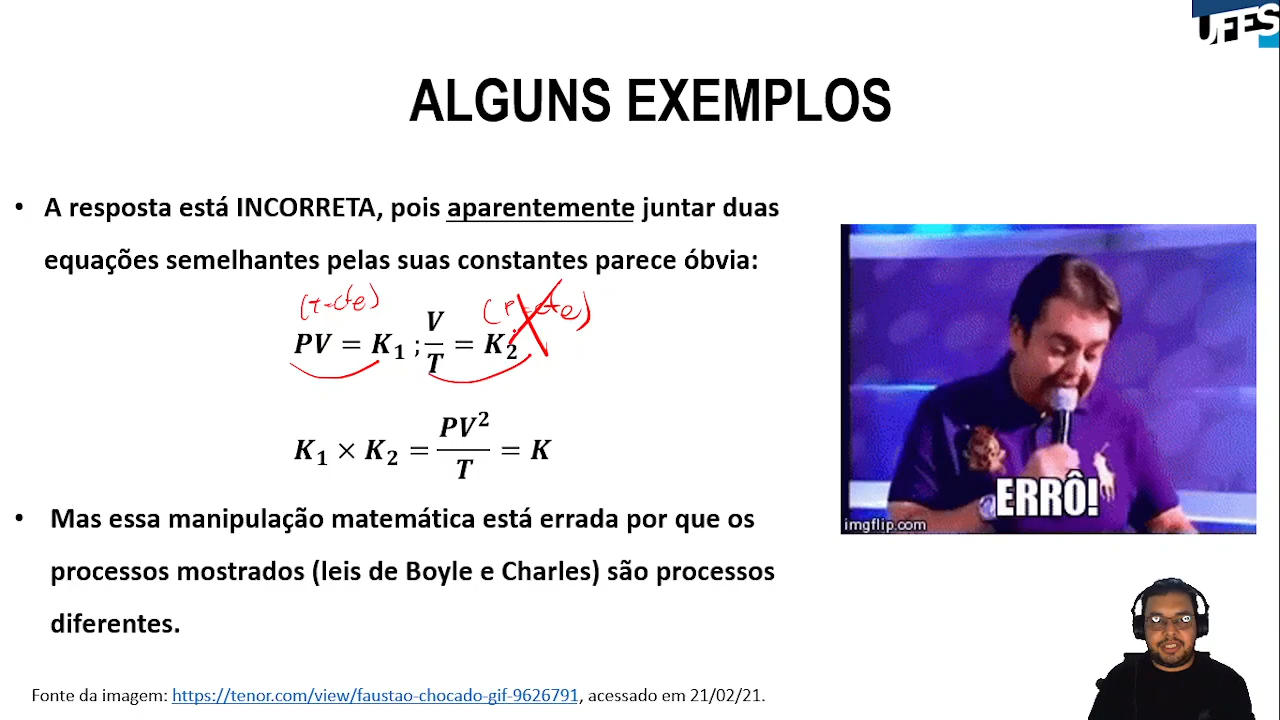 UFES
ALGUNS EXEMPLOS
• A resposta está INCORRETA, pois aparentemente juntar duas
equações semelhantes pelas suas constantes parece óbvia:
(T=cte) (P=cte)
PV = K₁ ; V/T = K₂
K₁ × K₂ = PV²/T = K
• Mas essa manipulação matemática está errada por que os
processos mostrados (leis de Boyle e Charles) são processos
diferentes.
ERRÔ!
imgflip.com
Fonte da imagem: https://tenor.com/view/faustao-chocado-gif-9626791, acessado em 21/02/21.